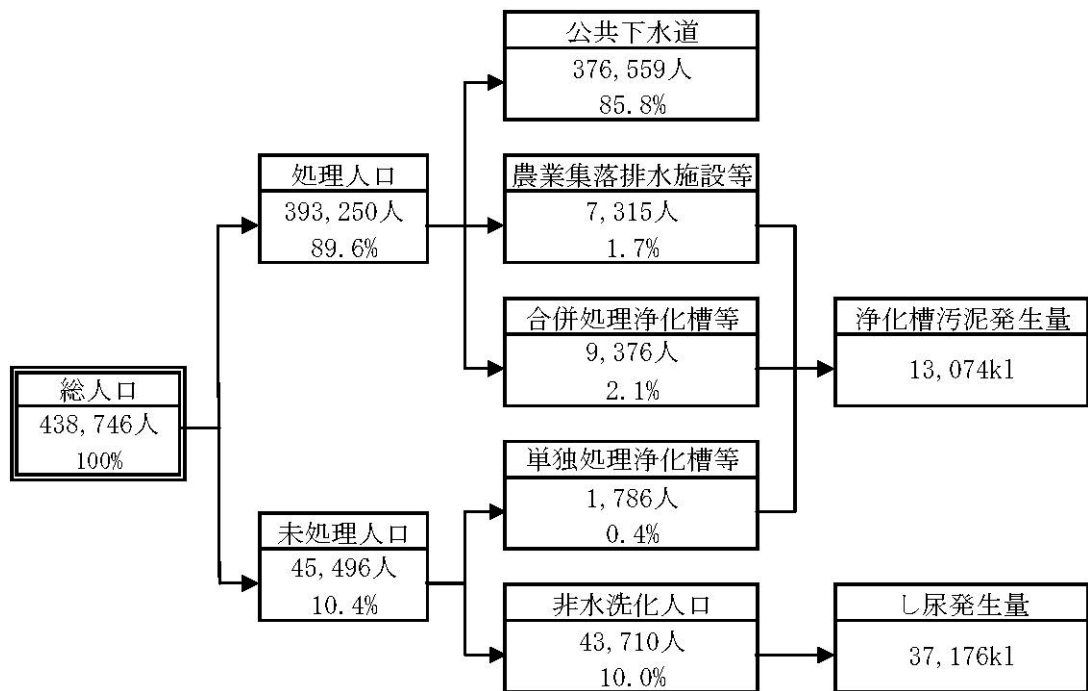 総人口
438,746人
100%
処理人口
393,250人
89.6%
未処理人口
45,496人
10.4%
公共下水道
376,559人
85.8%
農業集落排水施設等
7,315人
1.7%
合併処理浄化槽等
9,376人
2.1%
単独処理浄化槽等
1,786人
0.4%
非水洗化人口
43,710人
10.0%
浄化槽汚泥発生量
13,074kl
し尿発生量
37,176kl